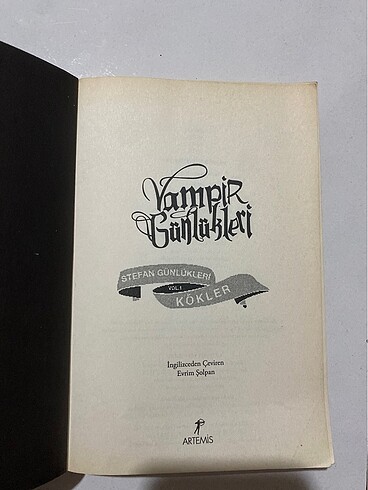 Vampir
Günlükleri
STEFAN GÜNLÜKLERİ
VOL.1
KÖKLER
İngilizceden Çeviren
Evrim Şolpan
ARTEMİS